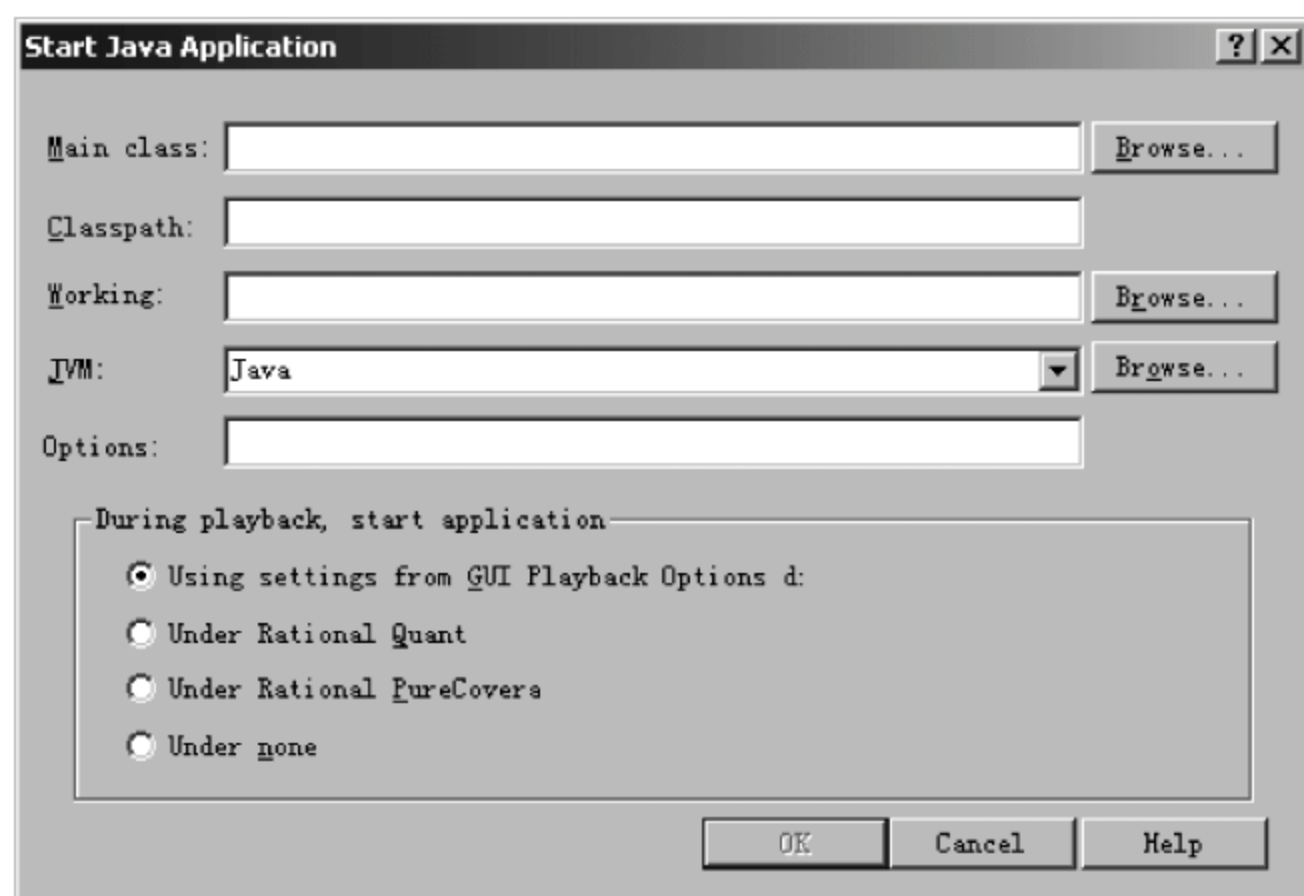 Start Java Application
Main class: Browse...
Classpath:
Working: Browse...
JVM: Java Browse...
Options:
During playback, start application
Using settings from GUI Playback Options d:
Under Rational Quant
Under Rational PureCovera
Under none
OK Cancel Help